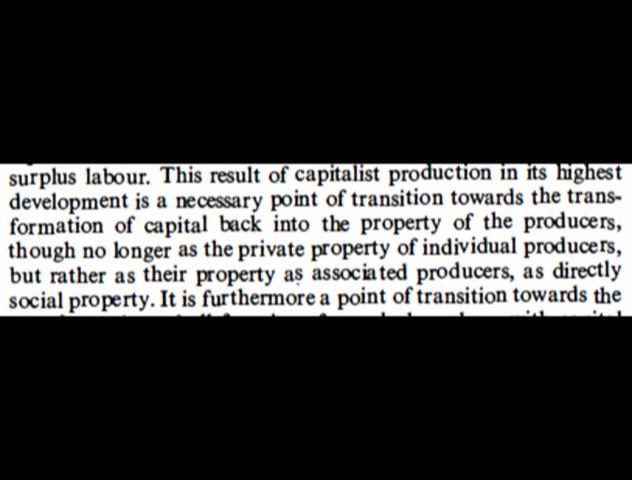 surplus labour. This result of capitalist production in its highest
development is a necessary point of transition towards the trans-
formation of capital back into the property of the producers,
though no longer as the private property of individual producers,
but rather as their property as associated producers, as directly
social property. It is furthermore a point of transition towards the